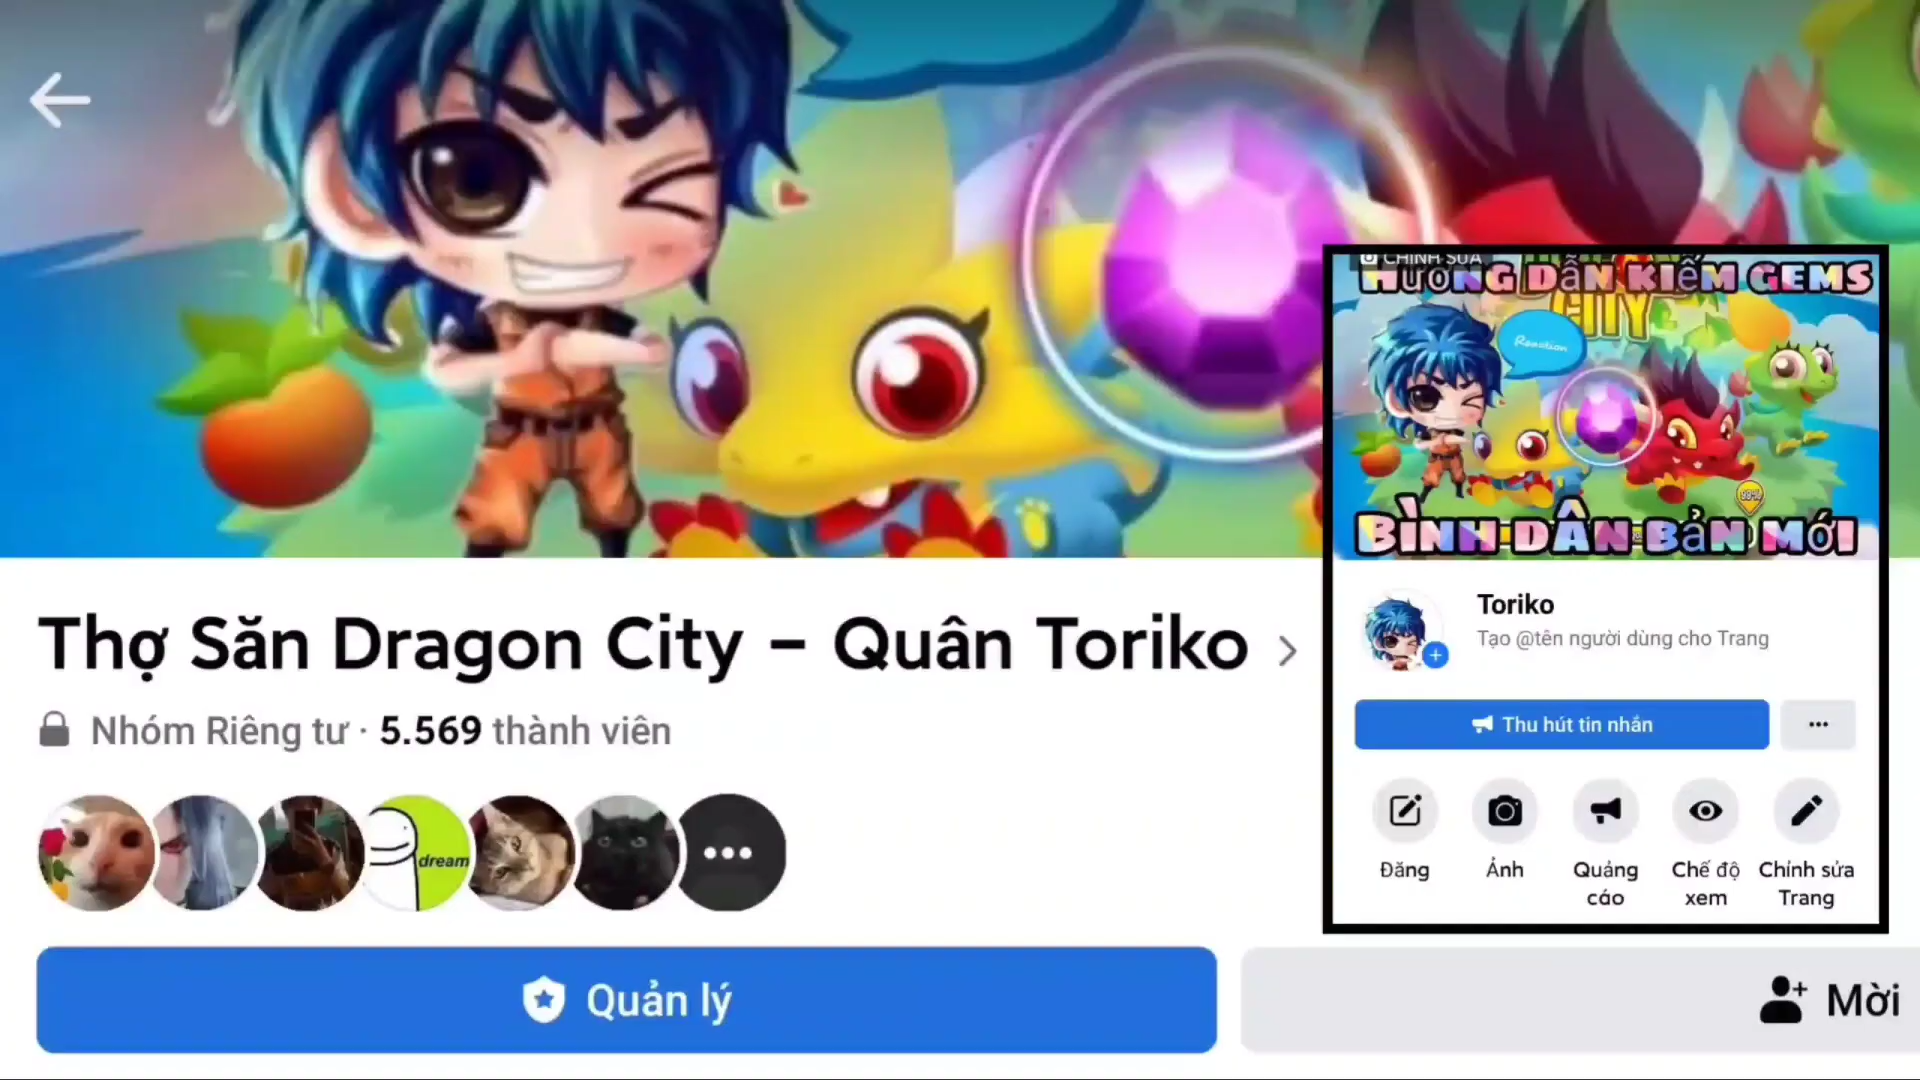 Thợ Săn Dragon City – Quân Toriko
Nhóm Riêng tư · 5.569 thành viên
dream
Quản lý
Mời
CHỈNH SỬA
HƯỚNG DẪN KIẾM GEMS
CITY
Reaction
BÌNH DÂN BẢN MỚI
Toriko
Tạo @tên người dùng cho Trang
Thu hút tin nhắn
Đăng
Ảnh
Quảng cáo
Chế độ xem
Chỉnh sửa Trang